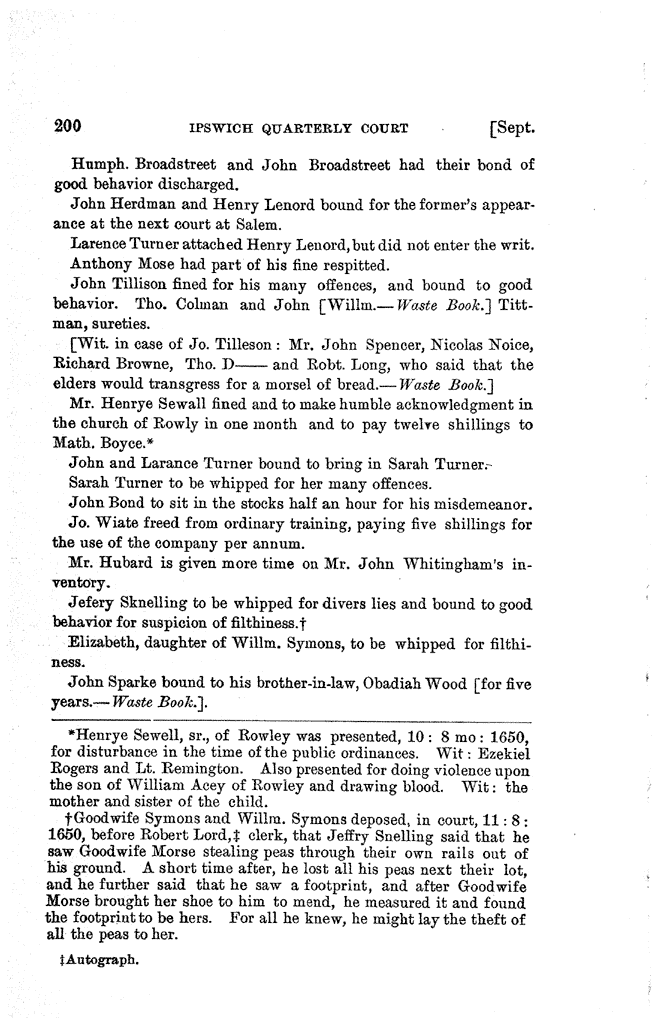 200 IPSWICH QUARTERLY COURT [Sept.
Humph. Broadstreet and John Broadstreet had their bond of
good behavior discharged.
John Herdman and Henry Lenord bound for the former's appear-
ance at the next court at Salem.
Larence Turner attached Henry Lenord, but did not enter the writ.
Anthony Mose had part of his fine respitted.
John Tillison fined for his many offences, and bound to good
behavior. Tho. Colman and John [Willm.—Waste Book.] Titt-
man, sureties.
[Wit. in case of Jo. Tilleson: Mr. John Spencer, Nicolas Noice,
Richard Browne, Tho. D—— and Robt. Long, who said that the
elders would transgress for a morsel of bread.—Waste Book.]
Mr. Henrye Sewall fined and to make humble acknowledgment in
the church of Rowly in one month and to pay twelve shillings to
Math. Boyce.*
John and Larance Turner bound to bring in Sarah Turner.
Sarah Turner to be whipped for her many offences.
John Bond to sit in the stocks half an hour for his misdemeanor.
Jo. Wiate freed from ordinary training, paying five shillings for
the use of the company per annum.
Mr. Hubard is given more time on Mr. John Whitingham's in-
ventory.
Jefery Sknelling to be whipped for divers lies and bound to good
behavior for suspicion of filthiness.†
Elizabeth, daughter of Willm. Symons, to be whipped for filthi-
ness.
John Sparke bound to his brother-in-law, Obadiah Wood [for five
years.—Waste Book.].
*Henrye Sewell, sr., of Rowley was presented, 10: 8 mo: 1650,
for disturbance in the time of the public ordinances. Wit: Ezekiel
Rogers and Lt. Remington. Also presented for doing violence upon
the son of William Acey of Rowley and drawing blood. Wit: the
mother and sister of the child.
†Goodwife Symons and Willm. Symons deposed, in court, 11: 8:
1650, before Robert Lord,‡ clerk, that Jeffry Snelling said that he
saw Goodwife Morse stealing peas through their own rails out of
his ground. A short time after, he lost all his peas next their lot,
and he further said that he saw a footprint, and after Goodwife
Morse brought her shoe to him to mend, he measured it and found
the footprint to be hers. For all he knew, he might lay the theft of
all the peas to her.
‡Autograph.